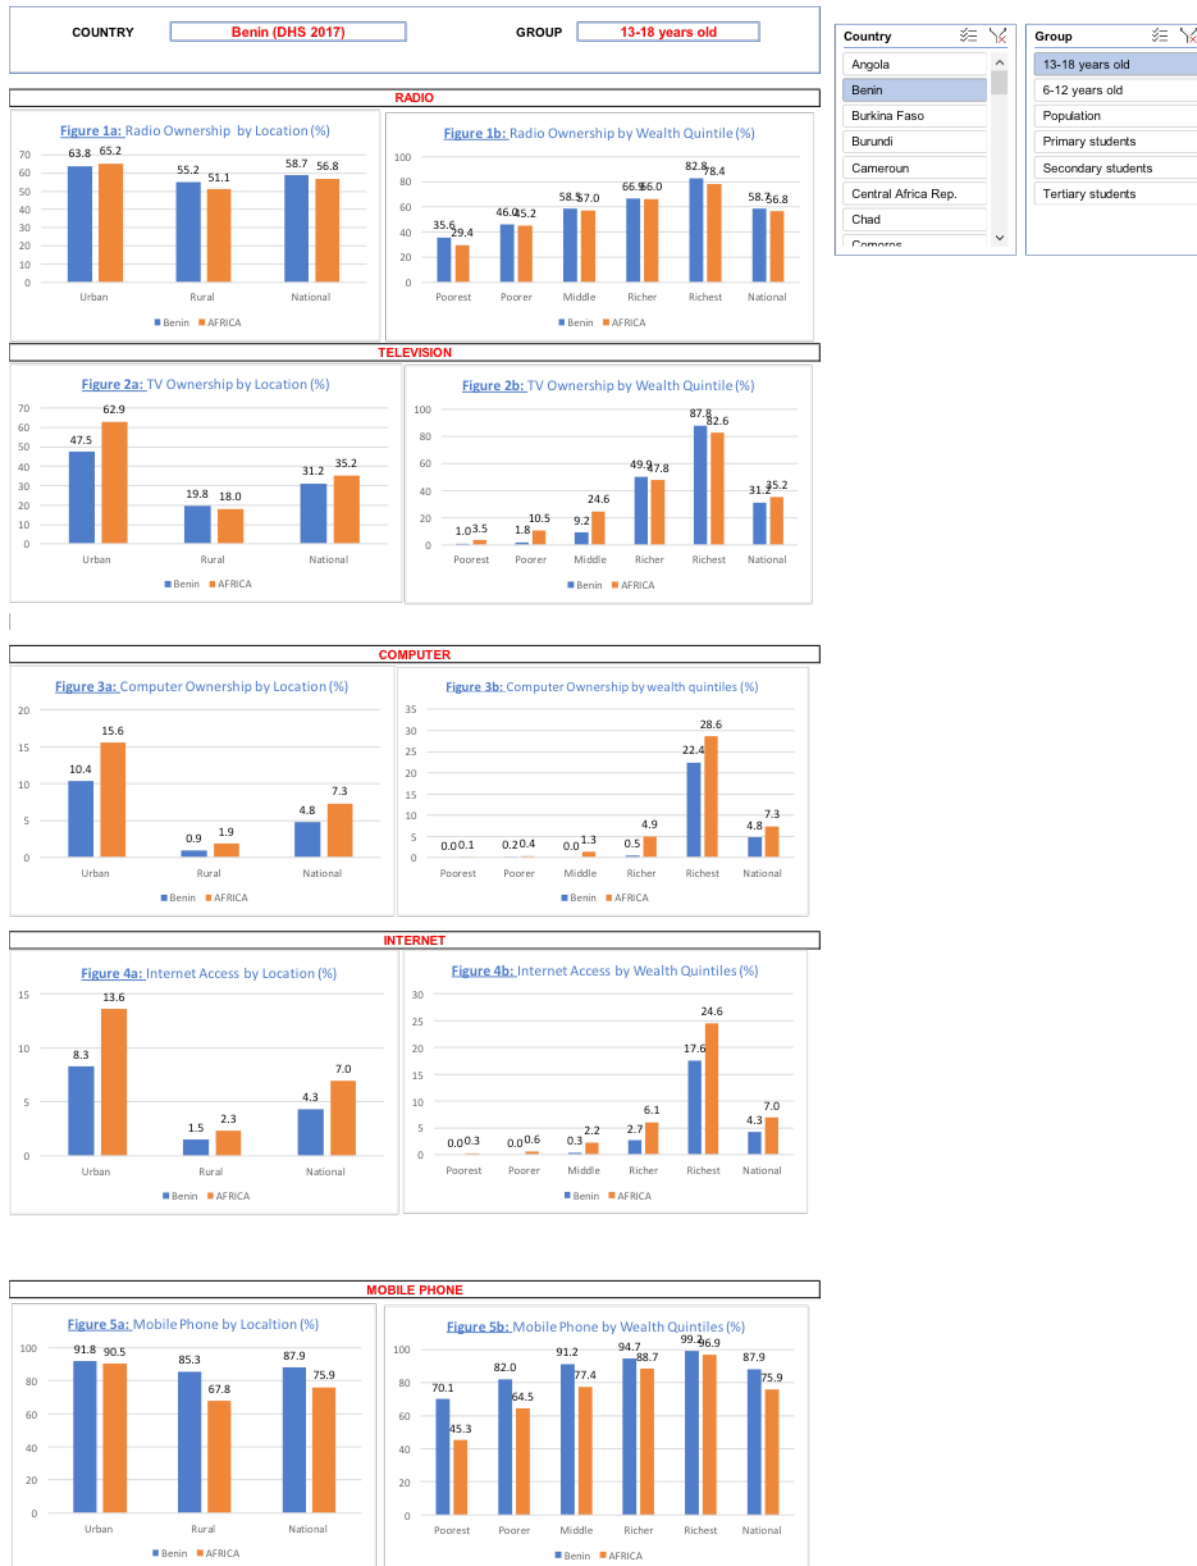 COUNTRY Benin (DHS 2017) GROUP 13-18 years old
Country
Angola
Benin
Burkina Faso
Burundi
Cameroun
Central Africa Rep.
Chad
Comoros
Group
13-18 years old
6-12 years old
Population
Primary students
Secondary students
Tertiary students
RADIO
Figure 1a: Radio Ownership by Location (%)
70
60
50
40
30
20
10
0
63.8 65.2 55.2 51.1 58.7 56.8
Urban Rural National
Benin AFRICA
Figure 1b: Radio Ownership by Wealth Quintile (%)
100
80
60
40
20
0
35.6 29.4 46.0 45.2 58.5 57.0 66.9 66.0 82.8 78.4 58.7 56.8
Poorest Poorer Middle Richer Richest National
Benin AFRICA
TELEVISION
Figure 2a: TV Ownership by Location (%)
70
60
50
40
30
20
10
0
47.5 62.9 19.8 18.0 31.2 35.2
Urban Rural National
Benin AFRICA
Figure 2b: TV Ownership by Wealth Quintile (%)
100
80
60
40
20
0
1.0 3.5 1.8 10.5 9.2 24.6 49.9 47.8 87.8 82.6 31.2 35.2
Poorest Poorer Middle Richer Richest National
Benin AFRICA
COMPUTER
Figure 3a: Computer Ownership by Location (%)
20
15
10
5
0
10.4 15.6 0.9 1.9 4.8 7.3
Urban Rural National
Benin AFRICA
Figure 3b: Computer Ownership by wealth quintiles (%)
35
30
25
20
15
10
5
0
0.0 0.1 0.2 0.4 0.0 1.3 0.5 4.9 22.4 28.6 4.8 7.3
Poorest Poorer Middle Richer Richest National
Benin AFRICA
INTERNET
Figure 4a: Internet Access by Location (%)
15
10
5
0
8.3 13.6 1.5 2.3 4.3 7.0
Urban Rural National
Benin AFRICA
Figure 4b: Internet Access by Wealth Quintiles (%)
30
25
20
15
10
5
0
0.0 0.3 0.0 0.6 0.3 2.2 2.7 6.1 17.6 24.6 4.3 7.0
Poorest Poorer Middle Richer Richest National
Benin AFRICA
MOBILE PHONE
Figure 5a: Mobile Phone by Localtion (%)
100
80
60
40
20
0
91.8 90.5 85.3 67.8 87.9 75.9
Urban Rural National
Benin AFRICA
Figure 5b: Mobile Phone by Wealth Quintiles (%)
100
80
60
40
20
0
70.1 45.3 82.0 64.5 91.2 77.4 94.7 88.7 99.2 96.9 87.9 75.9
Poorest Poorer Middle Richer Richest National
Benin AFRICA